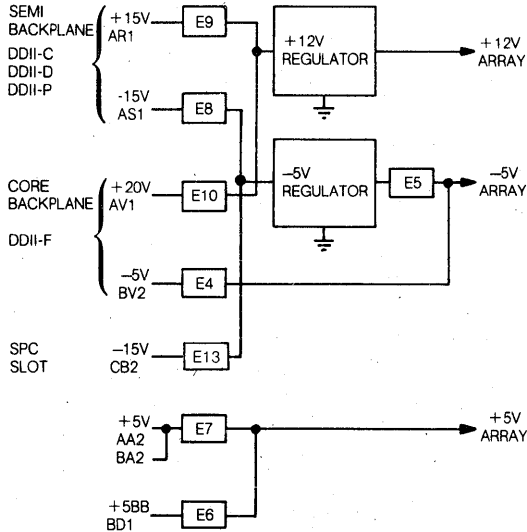 SEMI
BACKPLANE
DDII-C
DDII-D
DDII-P
+15V
AR1
E9
+12V
REGULATOR
+12V
ARRAY
-15V
AS1
E8
CORE
BACKPLANE
DDII-F
+20V
AV1
E10
-5V
REGULATOR
E5
-5V
ARRAY
-5V
BV2
E4
SPC
SLOT
-15V
CB2
E13
+5V
AA2
BA2
E7
+5V
ARRAY
+5BB
BD1
E6